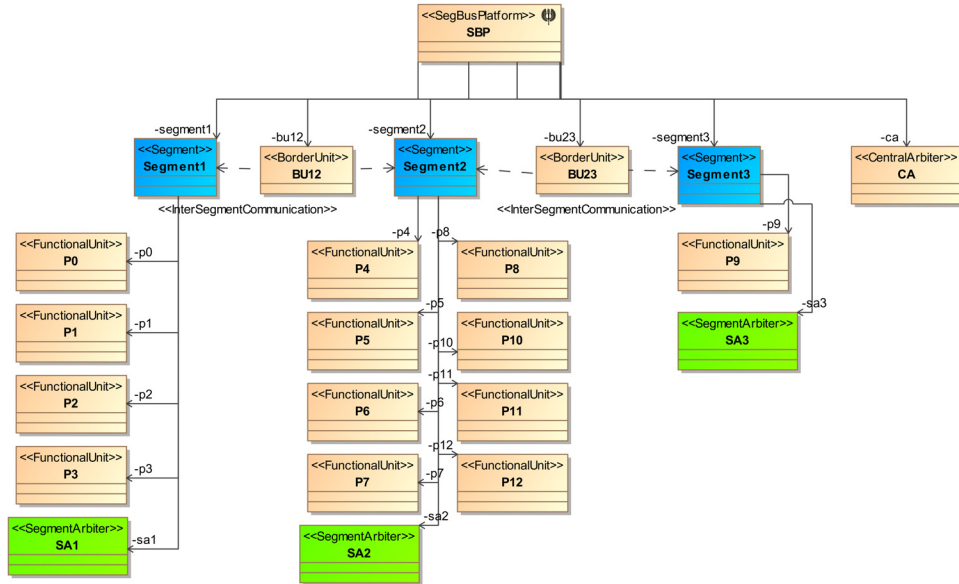 <<SegBusPlatform>>
SBP
-segment1
-bu12
-segment2
-bu23
-segment3
-ca
<<Segment>>
Segment1
<<BorderUnit>>
BU12
<<Segment>>
Segment2
<<BorderUnit>>
BU23
<<Segment>>
Segment3
<<CentralArbiter>>
CA
<<InterSegmentCommunication>>
<<InterSegmentCommunication>>
-p0
<<FunctionalUnit>>
P0
-p1
<<FunctionalUnit>>
P1
-p2
<<FunctionalUnit>>
P2
-p3
<<FunctionalUnit>>
P3
-sa1
<<SegmentArbiter>>
SA1
-p4
<<FunctionalUnit>>
P4
-p8
<<FunctionalUnit>>
P8
-p5
<<FunctionalUnit>>
P5
-p10
<<FunctionalUnit>>
P10
-p11
<<FunctionalUnit>>
P11
-p6
<<FunctionalUnit>>
P6
-p12
<<FunctionalUnit>>
P12
-p7
<<FunctionalUnit>>
P7
-sa2
<<SegmentArbiter>>
SA2
-p9
<<FunctionalUnit>>
P9
-sa3
<<SegmentArbiter>>
SA3